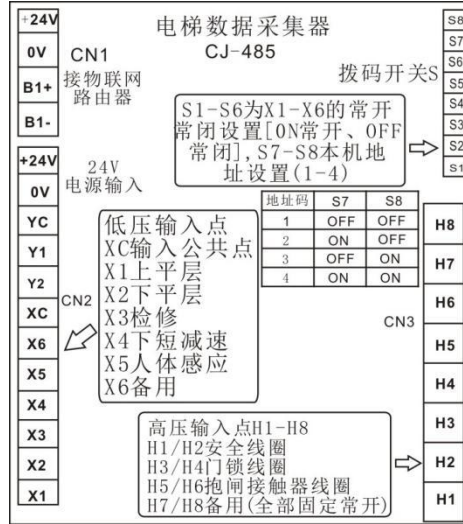 电梯数据采集器
CJ-485
+24V
0V
B1+
B1-
CN1
接物联网
路由器
拨码开关S
S8
S7
S6
S5
S4
S3
S2
S1
S1-S6为X1-X6的常开
常闭设置[ON常开、OFF
常闭],S7-S8本机地
址设置(1-4)
+24V
0V
YC
Y1
Y2
XC
X6
X5
X4
X3
X2
X1
24V
电源输入
CN2
地址码 S7 S8
1 OFF OFF
2 ON OFF
3 OFF ON
4 ON ON
低压输入点
XC输入公共点
X1上平层
X2下平层
X3检修
X4下短减速
X5人体感应
X6备用
CN3
H8
H7
H6
H5
H4
H3
H2
H1
高压输入点H1-H8
H1/H2安全线圈
H3/H4门锁线圈
H5/H6抱闸接触器线圈
H7/H8备用(全部固定常开)